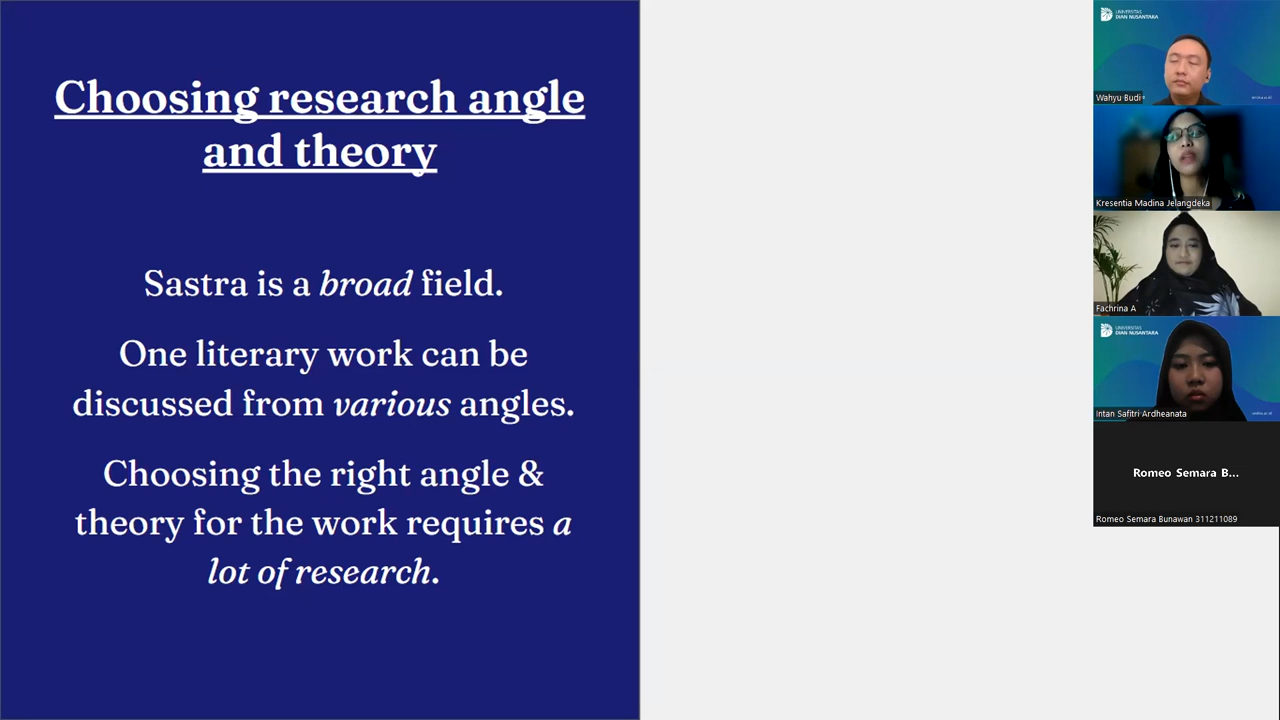 Choosing research angle
and theory
Sastra is a broad field.
One literary work can be
discussed from various angles.
Choosing the right angle &
theory for the work requires a
lot of research.
UNIVERSITAS
DIAN NUSANTARA
Wahyu Budi
Kresentia Madina Jelangdeka
Fachrina A
UNIVERSITAS
DIAN NUSANTARA
Intan Safitri Ardheanata
Romeo Semara B...
Romeo Semara Bunawan 311211089